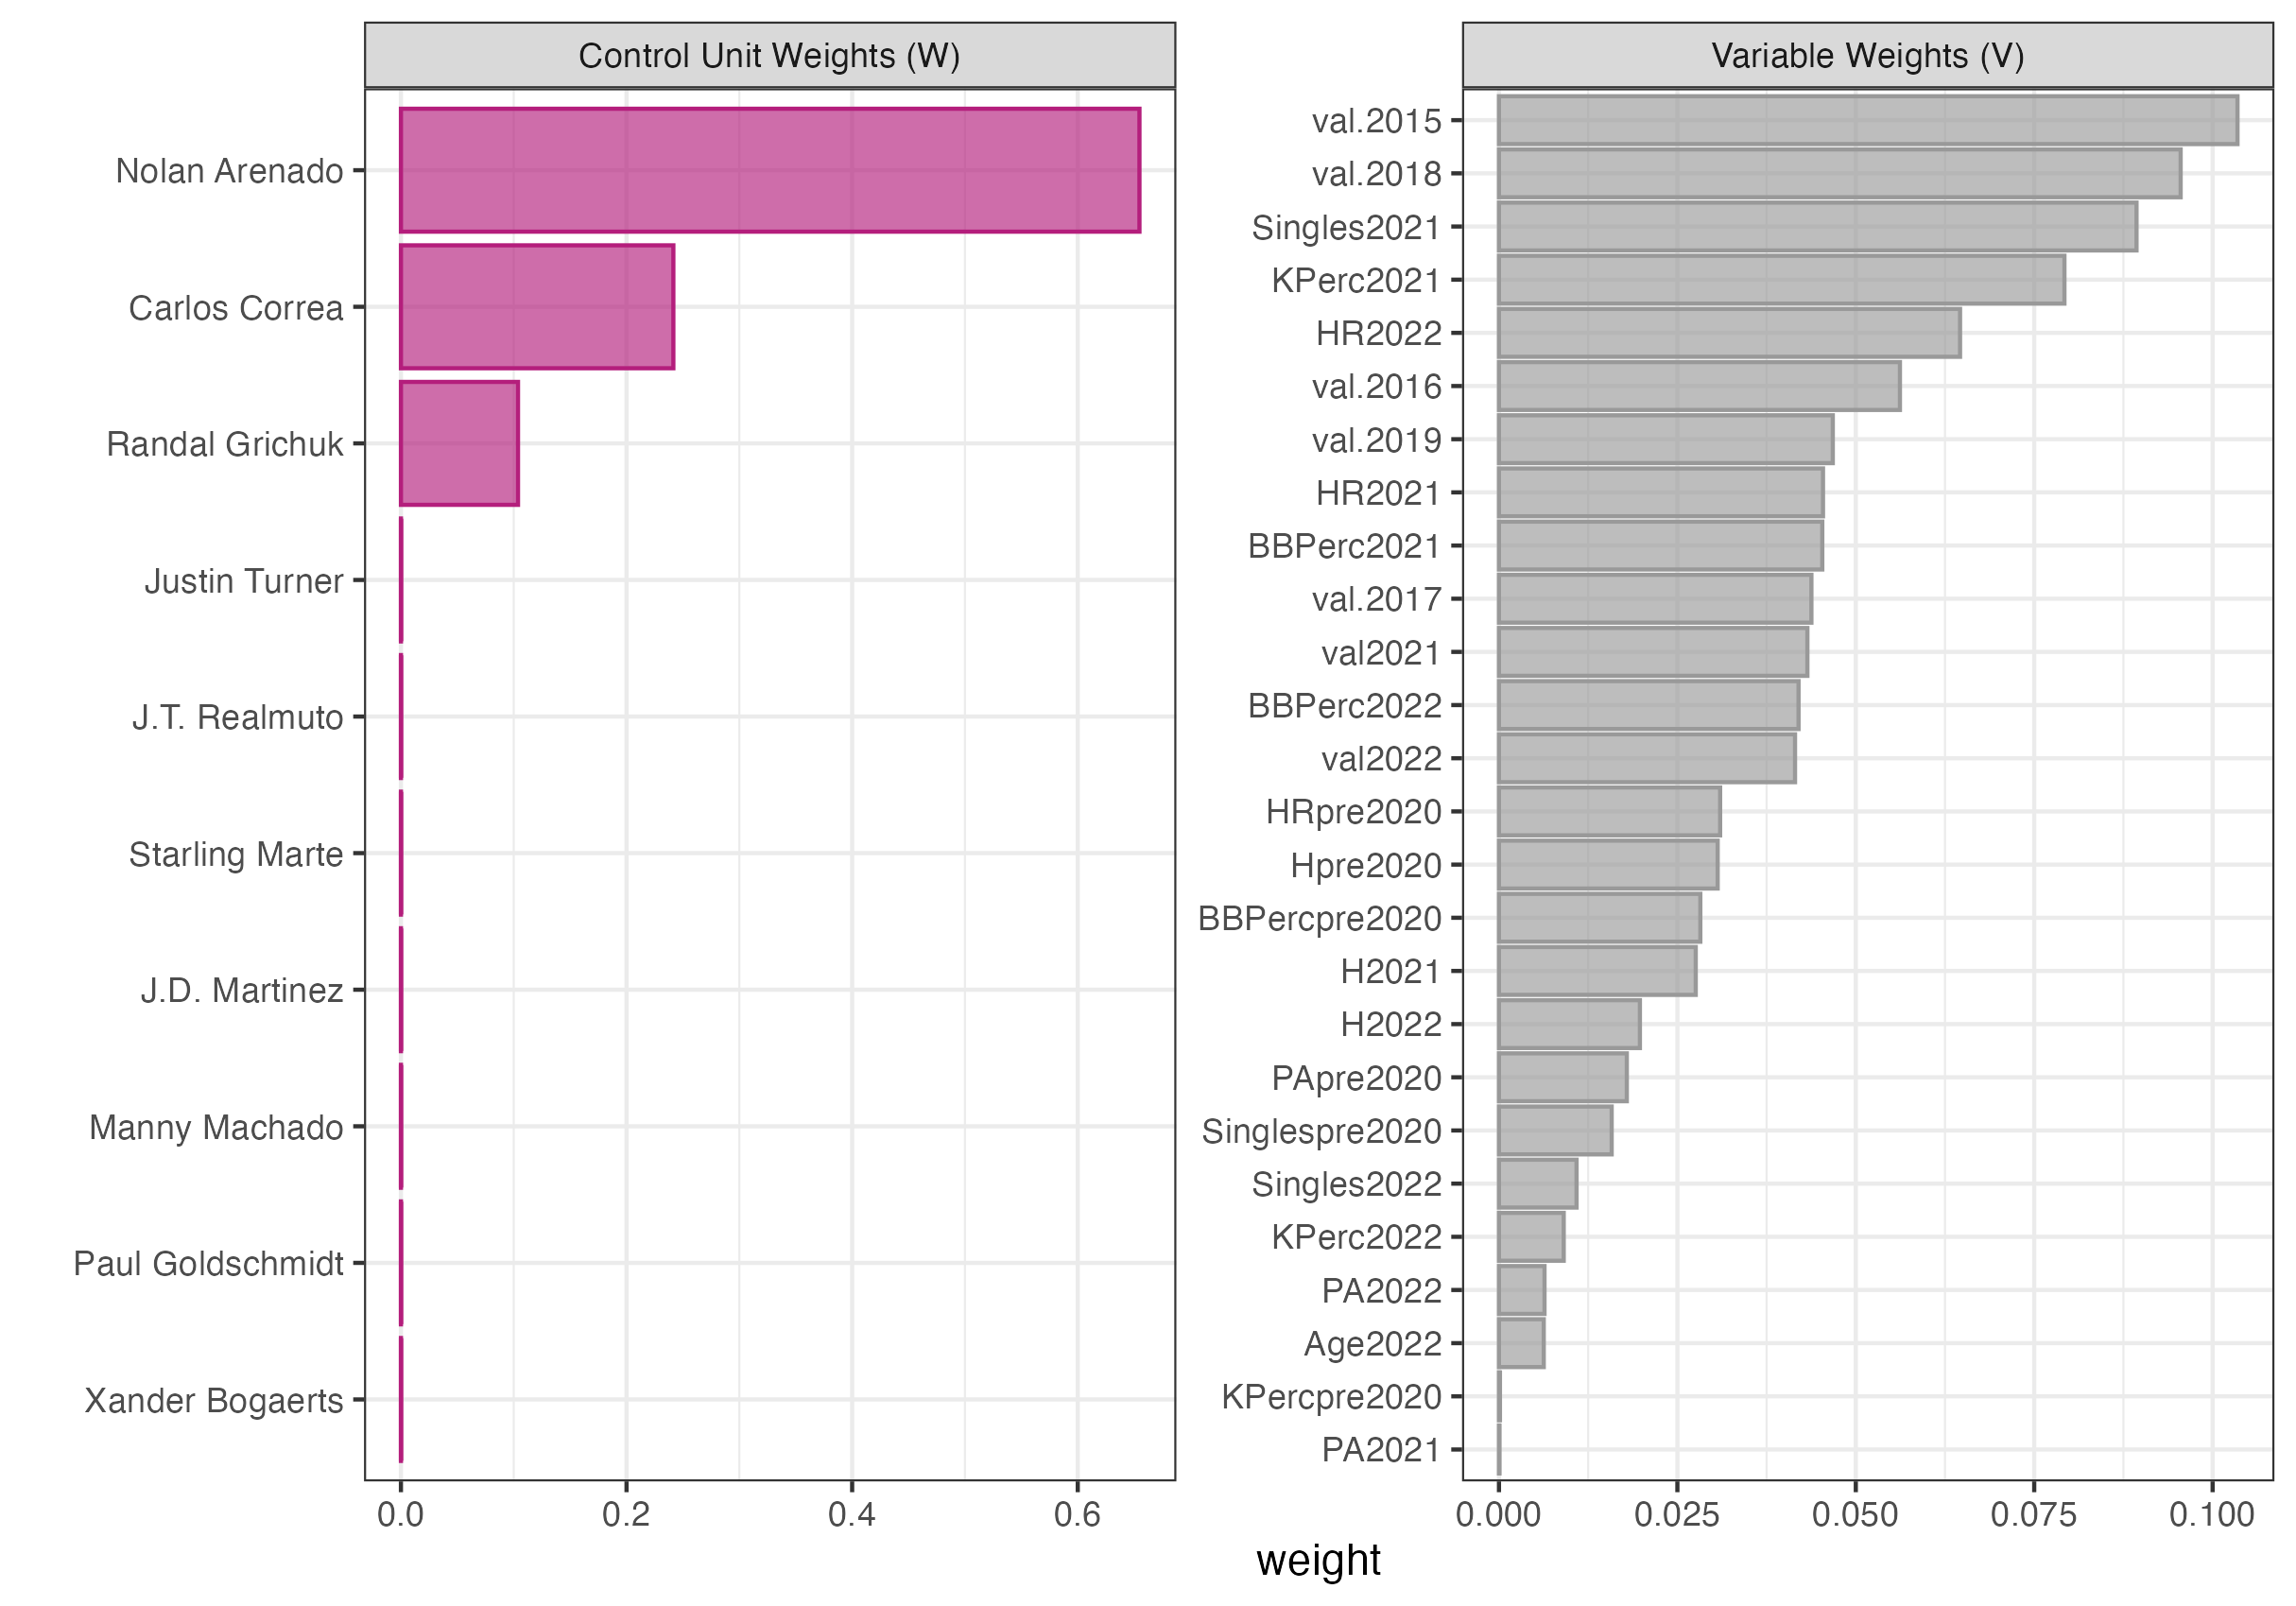 Control Unit Weights (W)
Nolan Arenado
Carlos Correa
Randal Grichuk
Justin Turner
J.T. Realmuto
Starling Marte
J.D. Martinez
Manny Machado
Paul Goldschmidt
Xander Bogaerts
0.0 0.2 0.4 0.6
Variable Weights (V)
val.2015
val.2018
Singles2021
KPerc2021
HR2022
val.2016
val.2019
HR2021
BBPerc2021
val.2017
val2021
BBPerc2022
val2022
HRpre2020
Hpre2020
BBPercpre2020
H2021
H2022
PApre2020
Singlespre2020
Singles2022
KPerc2022
PA2022
Age2022
KPercpre2020
PA2021
0.000 0.025 0.050 0.075 0.100
weight